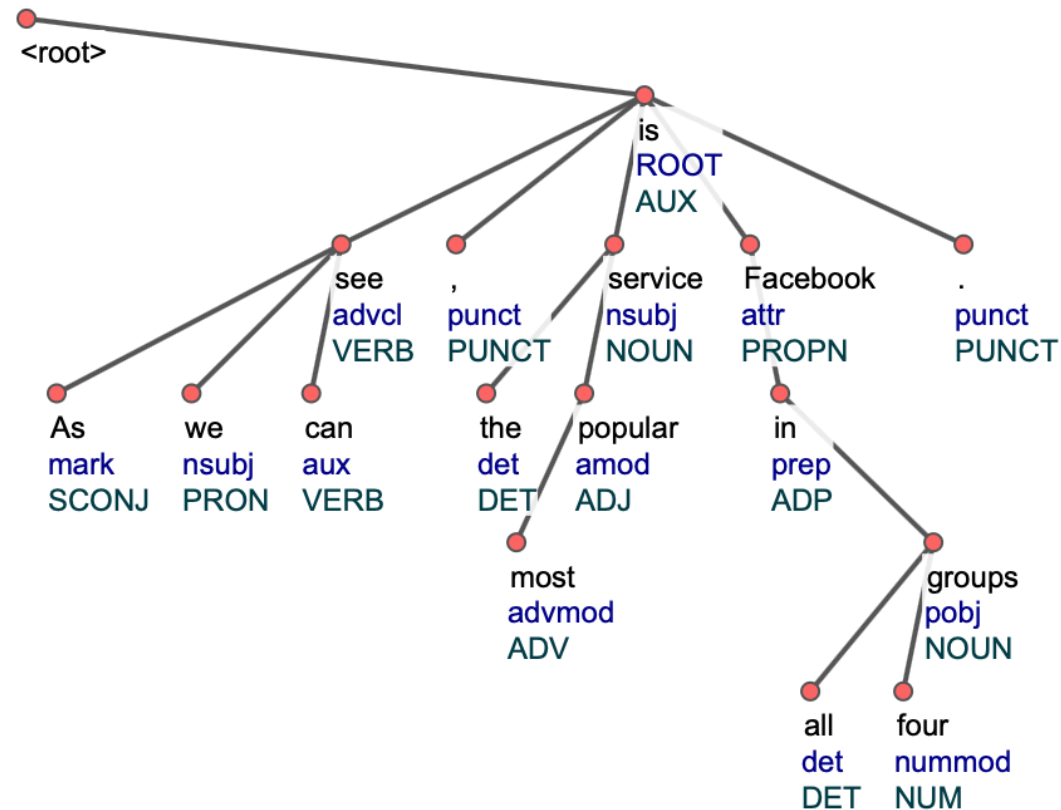 <root>
is
ROOT
AUX
see , service Facebook .
advcl punct nsubj attr punct
VERB PUNCT NOUN PROPN PUNCT
As we can the popular in
mark nsubj aux det amod prep
SCONJ PRON VERB DET ADJ ADP
most groups
advmod pobj
ADV NOUN
all four
det nummod
DET NUM